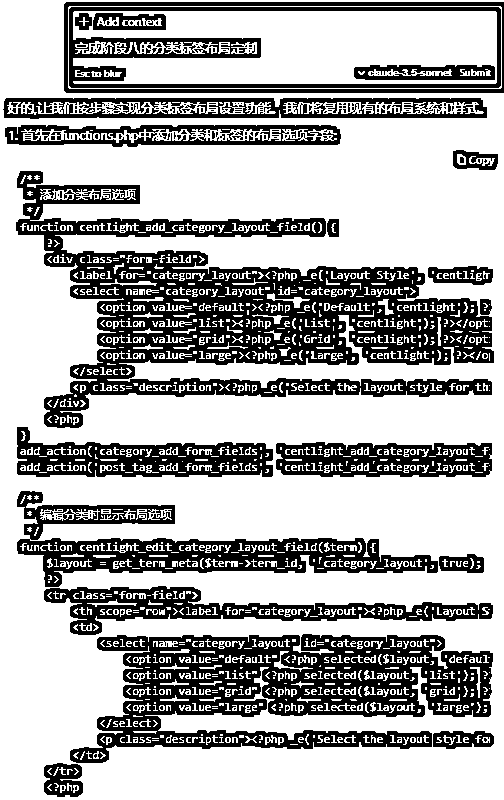 + Add context
完成阶段八的分类标签布局定制
Esc to blur
claude-3.5-sonnet Submit
好的,让我们按步骤实现分类标签布局设置功能。我们将复用现有的布局系统和样式。
1. 首先在functions.php中添加分类和标签的布局选项字段:
Copy
/**
* 添加分类布局选项
*/
function centlight_add_category_layout_field() {
?>
<div class="form-field">
<label for="category_layout"><?php _e('Layout Style', 'centligh
<select name="category_layout" id="category_layout">
<option value="default"><?php _e('Default', 'centlight'); ?
<option value="list"><?php _e('List', 'centlight'); ?></opti
<option value="grid"><?php _e('Grid', 'centlight'); ?></opti
<option value="large"><?php _e('Large', 'centlight'); ?></op
</select>
<p class="description"><?php _e('Select the layout style for thi
</div>
<?php
}
add_action('category_add_form_fields', 'centlight_add_category_layout_f
add_action('post_tag_add_form_fields', 'centlight_add_category_layout_f
/**
* 编辑分类时显示布局选项
*/
function centlight_edit_category_layout_field($term) {
$layout = get_term_meta($term->term_id, 'category_layout', true);
?>
<tr class="form-field">
<th scope="row"><label for="category_layout"><?php _e('Layout S
<td>
<select name="category_layout" id="category_layout">
<option value="default" <?php selected($layout, 'defaul
<option value="list" <?php selected($layout, 'list'); ?
<option value="grid" <?php selected($layout, 'grid'); ?
<option value="large" <?php selected($layout, 'large');
</select>
<p class="description"><?php _e('Select the layout style fo
</td>
</tr>
<?php